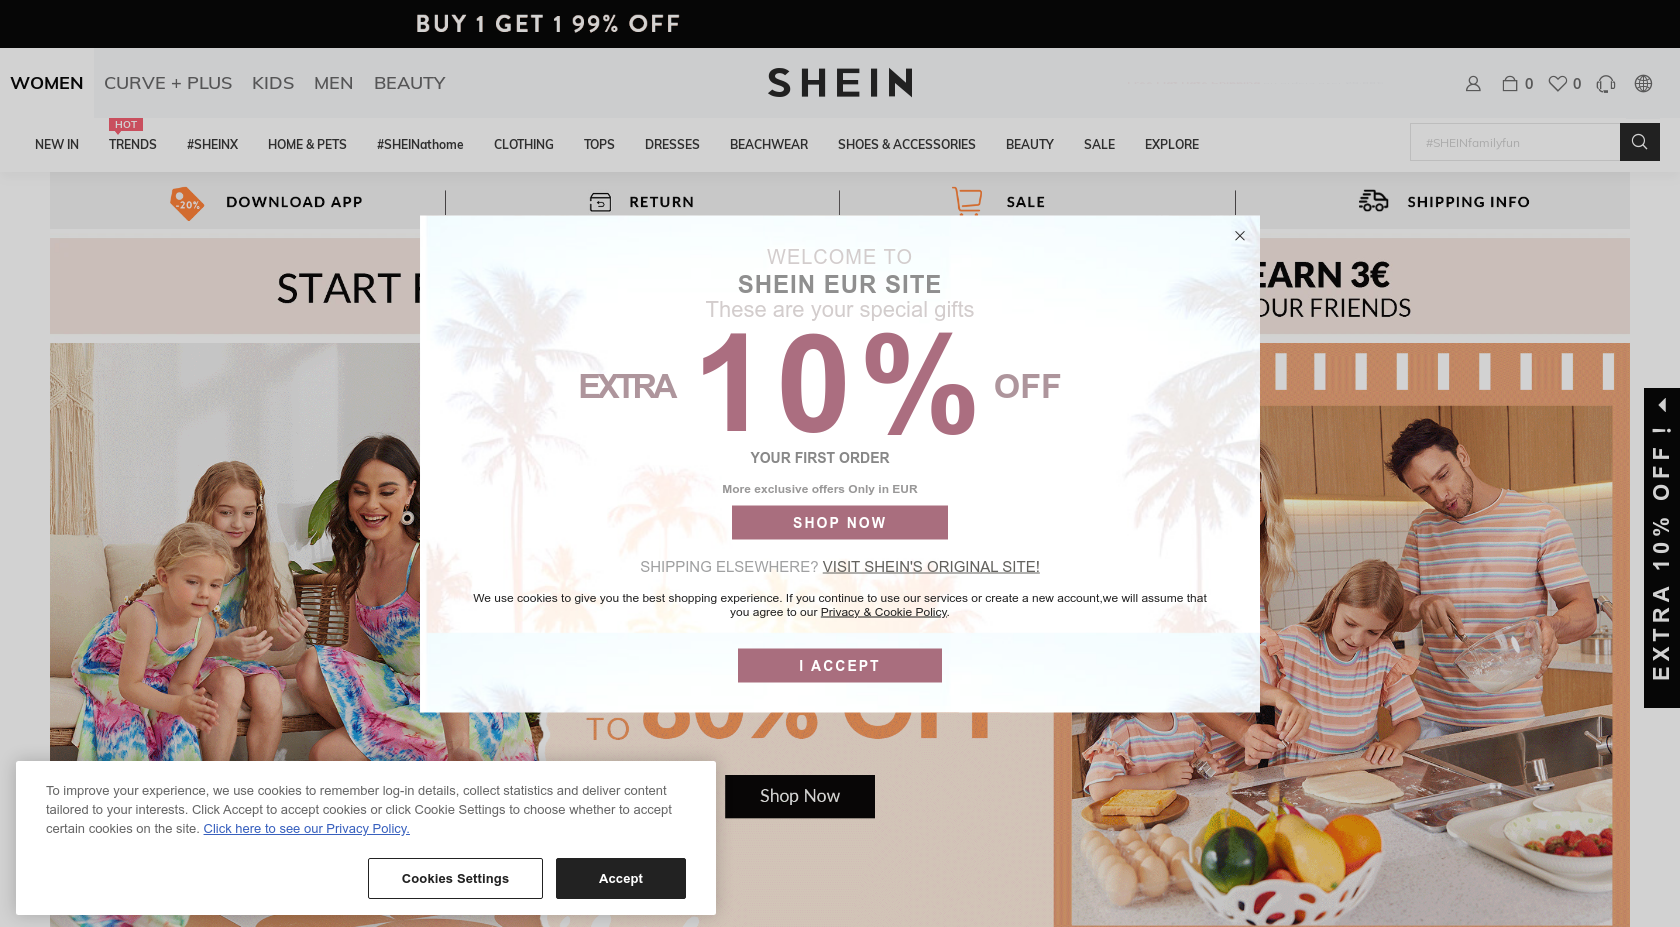 BUY 1 GET 1 99% OFF
WOMEN CURVE + PLUS KIDS MEN BEAUTY
SHEIN
0 0
HOT
NEW IN TRENDS #SHEINX HOME & PETS #SHEINathome CLOTHING TOPS DRESSES BEACHWEAR SHOES & ACCESSORIES BEAUTY SALE EXPLORE
#SHEINfamilyfun
-20% DOWNLOAD APP RETURN SALE SHIPPING INFO
START
EARN 3€
OUR FRIENDS
WELCOME TO
SHEIN EUR SITE
These are your special gifts
EXTRA 10% OFF
YOUR FIRST ORDER
More exclusive offers Only in EUR
SHOP NOW
SHIPPING ELSEWHERE? VISIT SHEIN'S ORIGINAL SITE!
We use cookies to give you the best shopping experience. If you continue to use our services or create a new account,we will assume that
you agree to our Privacy & Cookie Policy.
I ACCEPT
EXTRA 10% OFF !
TO 80% OFF
Shop Now
To improve your experience, we use cookies to remember log-in details, collect statistics and deliver content
tailored to your interests. Click Accept to accept cookies or click Cookie Settings to choose whether to accept
certain cookies on the site. Click here to see our Privacy Policy.
Cookies Settings
Accept